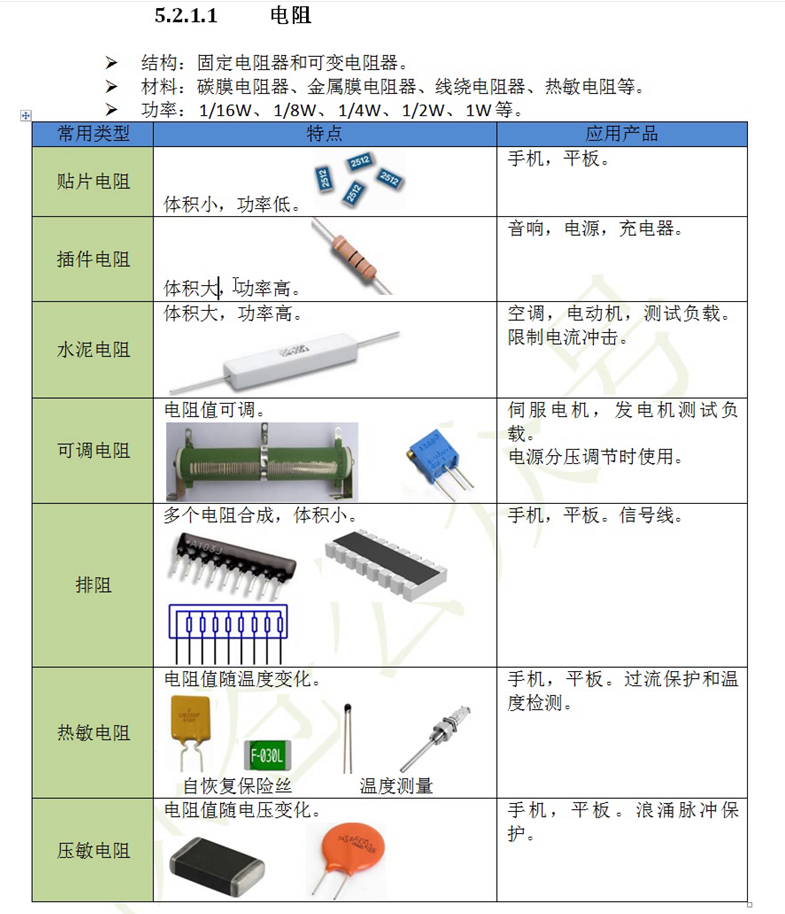 5.2.1.1 电阻
结构：固定电阻器和可变电阻器。
材料：碳膜电阻器、金属膜电阻器、线绕电阻器、热敏电阻等。
功率：1/16W、1/8W、1/4W、1/2W、1W等。
常用类型 特点 应用产品
贴片电阻
2512
2512
2512
2512
体积小，功率低。
手机，平板。
插件电阻
体积大，功率高。
音响，电源，充电器。
水泥电阻
体积大，功率高。
空调，电动机，测试负载。
限制电流冲击。
可调电阻
电阻值可调。
伺服电机，发电机测试负
载。
电源分压调节时使用。
排阻
多个电阻合成，体积小。
A103J
手机，平板。信号线。
热敏电阻
电阻值随温度变化。
F-030L
自恢复保险丝 温度测量
手机，平板。过流保护和温
度检测。
压敏电阻
电阻值随电压变化。
手机，平板。浪涌脉冲保
护。